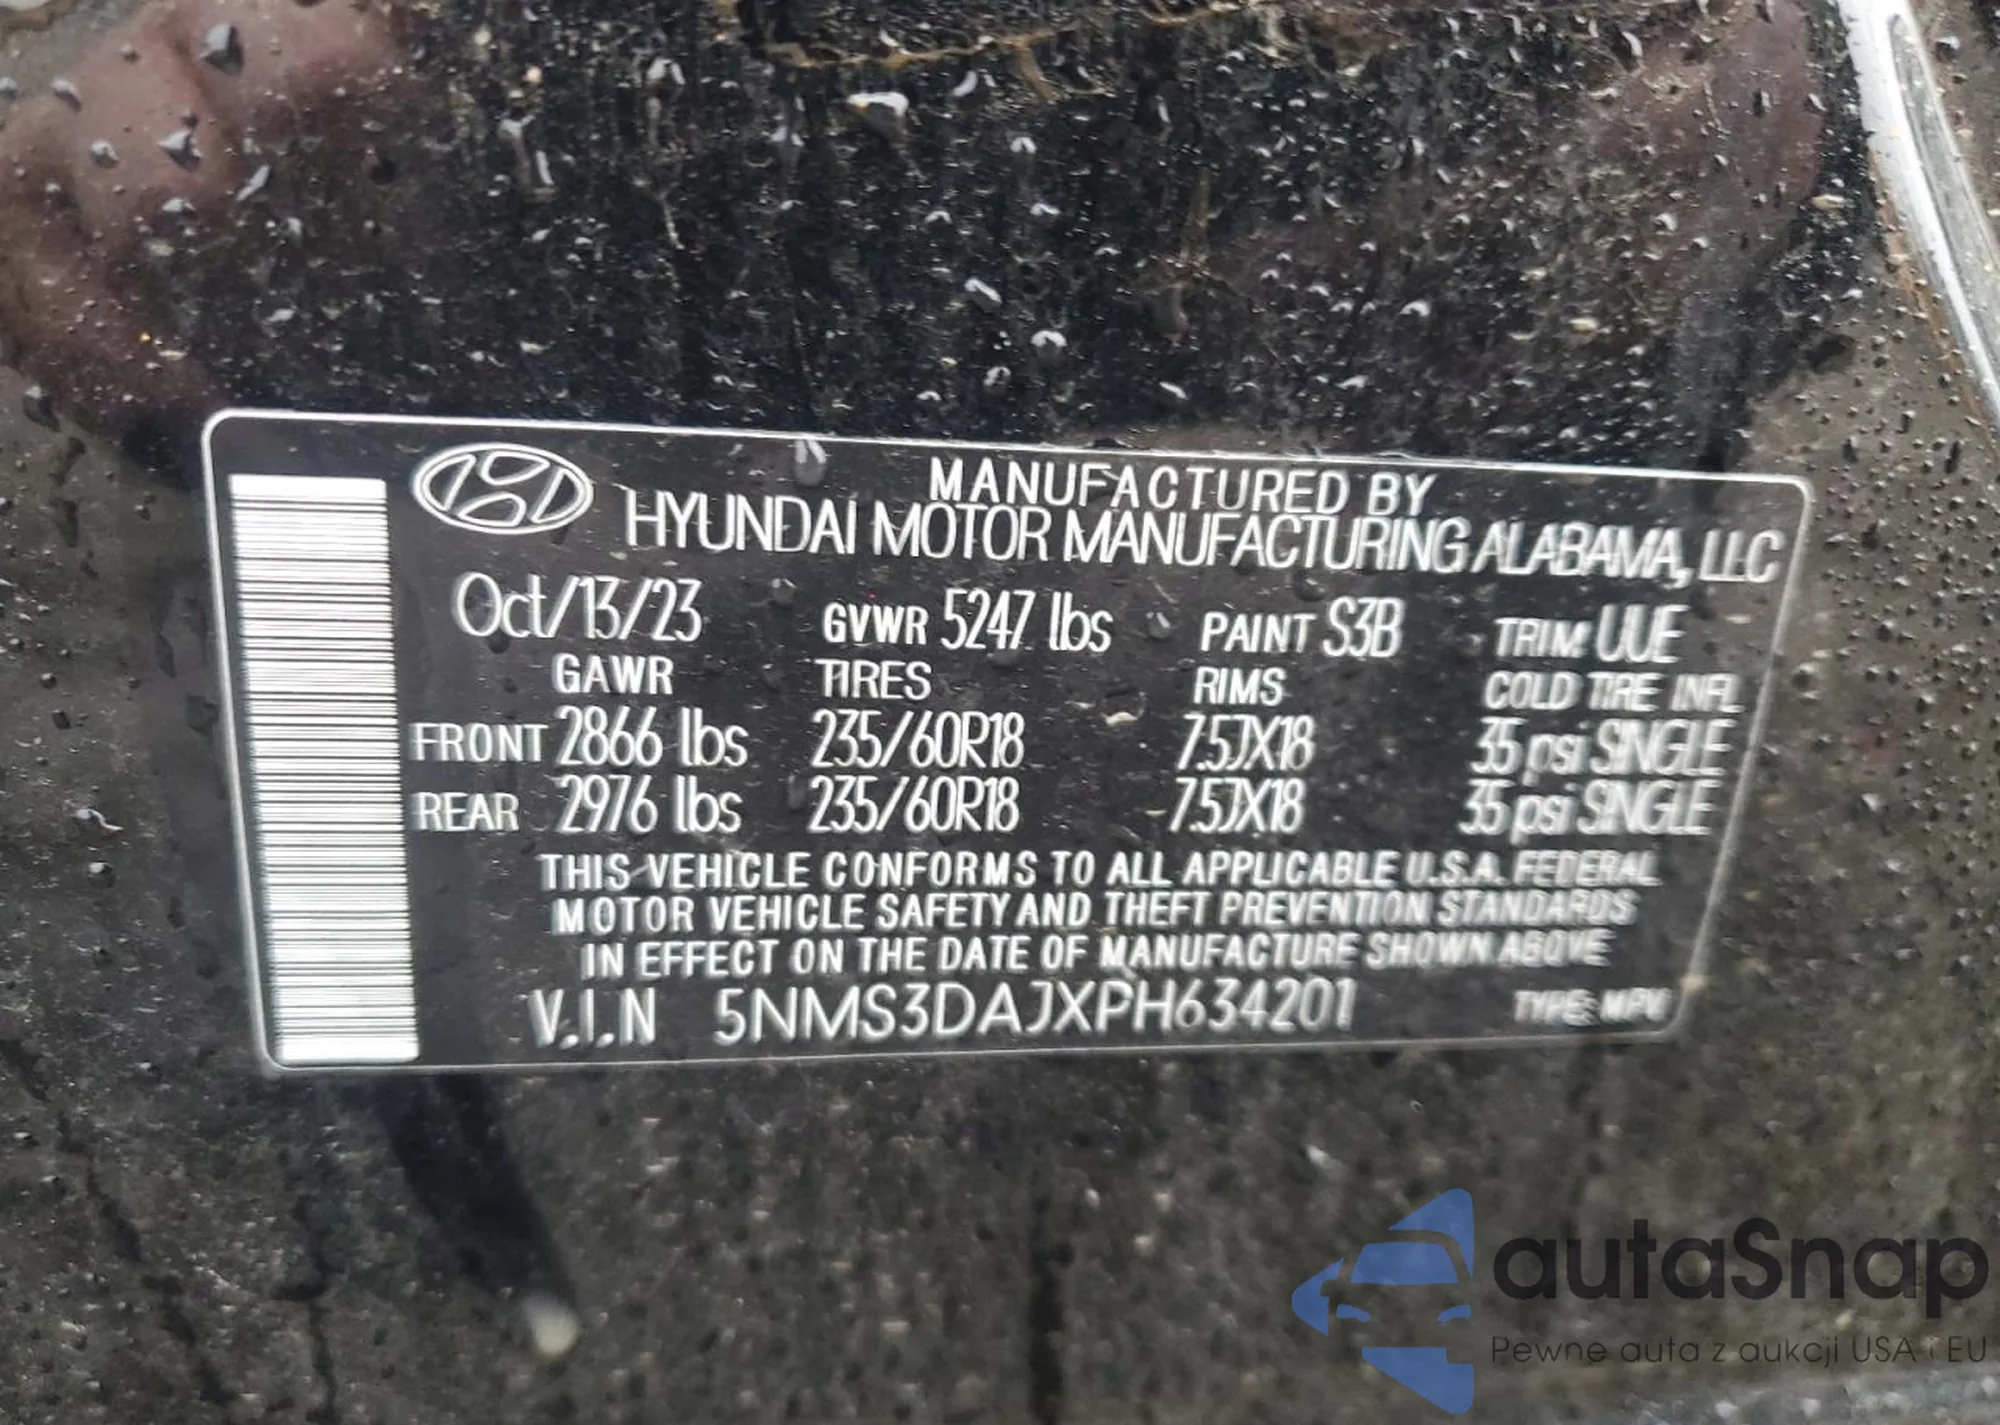 MANUFACTURED BY
HYUNDAI MOTOR MANUFACTURING ALABAMA, LLC
Oct/13/23 GVWR 5247 lbs PAINT S3B TRIM: UUE
GAWR TIRES RIMS COLD TIRE INFL
FRONT 2866 lbs 235/60R18 7.5JX18 35 psi SINGLE
REAR 2976 lbs 235/60R18 7.5JX18 35 psi SINGLE
THIS VEHICLE CONFORMS TO ALL APPLICABLE U.S.A. FEDERAL
MOTOR VEHICLE SAFETY AND THEFT PREVENTION STANDARDS
IN EFFECT ON THE DATE OF MANUFACTURE SHOWN ABOVE
V.I.N 5NMS3DAJXPH634201 TYPE: MPV
autaSnap
Pewne auta z aukcji USA i EU